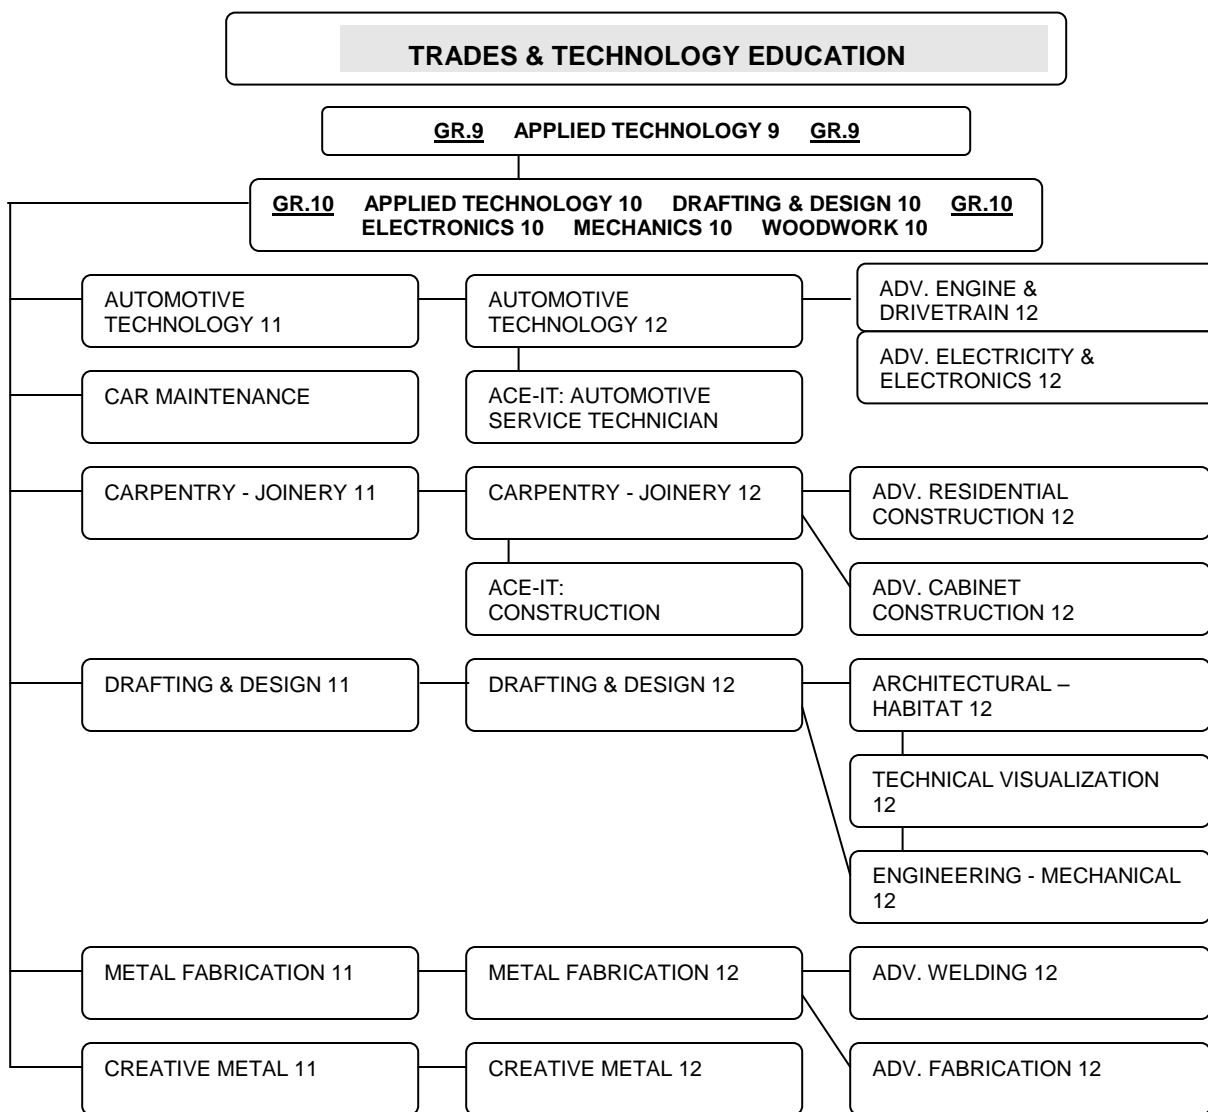 TRADES & TECHNOLOGY EDUCATION
GR.9 APPLIED TECHNOLOGY 9 GR.9
GR.10 APPLIED TECHNOLOGY 10 DRAFTING & DESIGN 10 GR.10
ELECTRONICS 10 MECHANICS 10 WOODWORK 10
AUTOMOTIVE
TECHNOLOGY 11
AUTOMOTIVE
TECHNOLOGY 12
ADV. ENGINE &
DRIVETRAIN 12
ADV. ELECTRICITY &
ELECTRONICS 12
CAR MAINTENANCE
ACE-IT: AUTOMOTIVE
SERVICE TECHNICIAN
CARPENTRY - JOINERY 11
CARPENTRY - JOINERY 12
ADV. RESIDENTIAL
CONSTRUCTION 12
ACE-IT:
CONSTRUCTION
ADV. CABINET
CONSTRUCTION 12
DRAFTING & DESIGN 11
DRAFTING & DESIGN 12
ARCHITECTURAL –
HABITAT 12
TECHNICAL VISUALIZATION
12
ENGINEERING - MECHANICAL
12
METAL FABRICATION 11
METAL FABRICATION 12
ADV. WELDING 12
CREATIVE METAL 11
CREATIVE METAL 12
ADV. FABRICATION 12